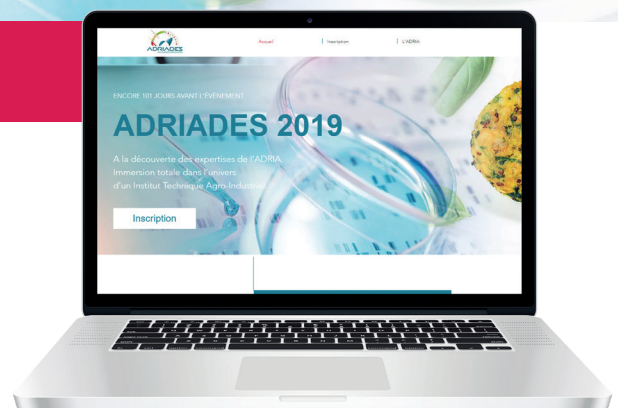 ADRIADES
Accueil
Inscription
L'ADRIA
ENCORE 101 JOURS AVANT L'ÉVÉNEMENT
ADRIADES 2019
A la découverte des expertises de l'ADRIA
Immersion totale dans l'univers
d'un Institut Technique Agro-Industriel
Inscription